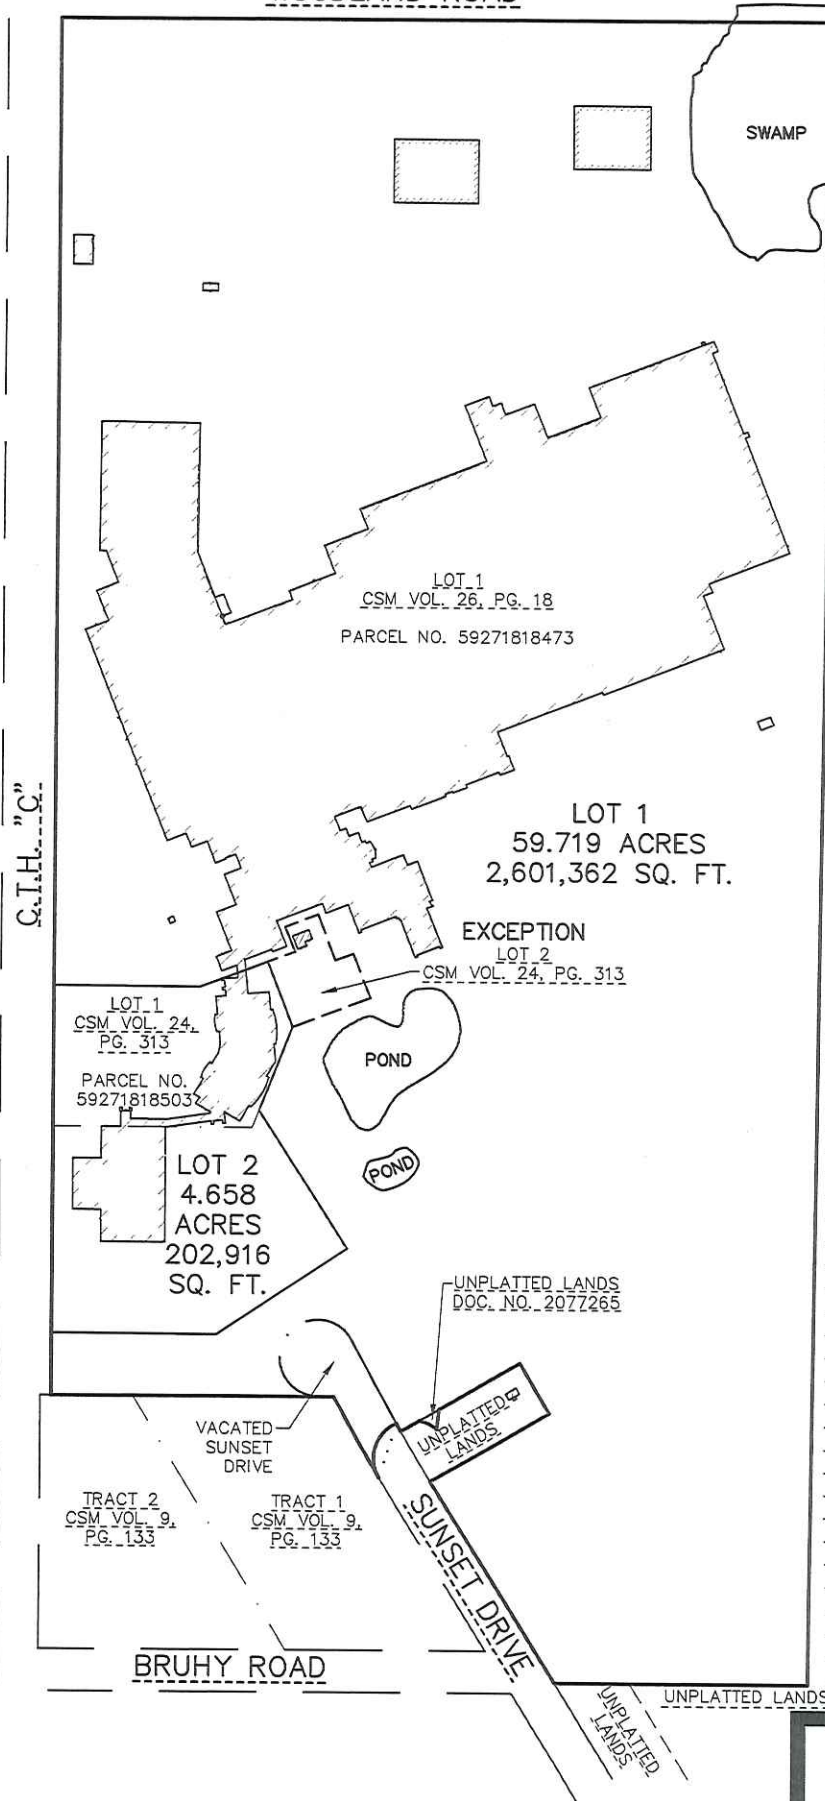 WOODLAND ROAD
SWAMP
C.T.H. "C"
LOT 1
CSM VOL. 26, PG. 18
PARCEL NO. 59271818473
LOT 1
59.719 ACRES
2,601,362 SQ. FT.
EXCEPTION
LOT 2
CSM VOL. 24, PG. 313
LOT 1
CSM VOL. 24,
PG. 313
PARCEL NO.
59271818503
POND
POND
LOT 2
4.658
ACRES
202,916
SQ. FT.
UNPLATTED LANDS
DOC. NO. 2077265
VACATED
SUNSET
DRIVE
UNPLATTED
LANDS
TRACT 2
CSM VOL. 9,
PG. 133
TRACT 1
CSM VOL. 9,
PG. 133
SUNSET DRIVE
BRUHY ROAD
UNPLATTED
LANDS
UNPLATTED LANDS